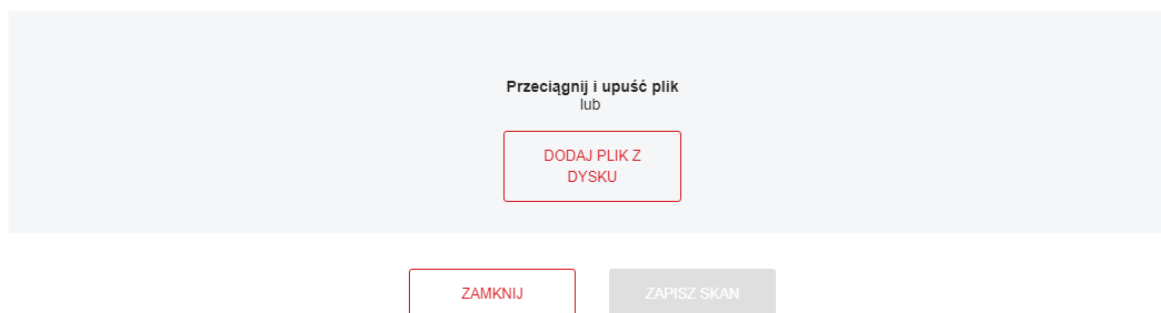 Przeciągnij i upuść plik
lub
DODAJ PLIK Z
DYSKU
ZAMKNIJ
ZAPISZ SKAN